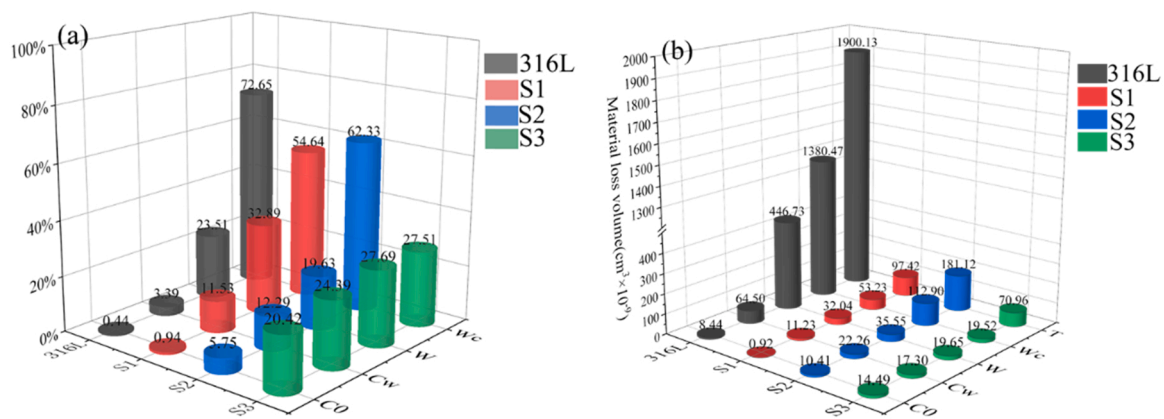 (a)
100%
80%
60%
40%
20%
0%
72.65
23.51
3.39
0.44
54.64
32.89
11.53
0.94
62.33
19.63
12.29
5.75
27.51
27.69
24.39
20.42
316L
S1
S2
S3
C0
Cw
W
Wc
316L
S1
S2
S3
(b)
Material loss volume(cm³×10⁻⁹)
2000
1900
1800
1700
1600
1500
1400
1300
400
300
200
100
0
1900.13
1380.47
446.73
64.50
8.44
97.42
53.23
32.04
11.23
0.92
181.12
112.90
35.55
22.26
10.41
70.96
19.52
19.65
17.30
14.49
316L
S1
S2
S3
C0
Cw
W
Wc
T
316L
S1
S2
S3